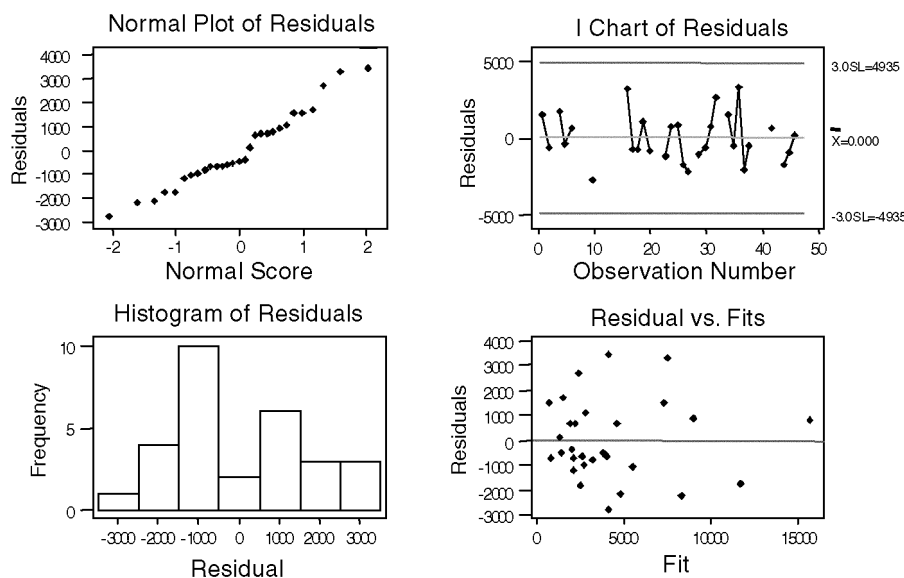 Normal Plot of Residuals
4000
3000
2000
1000
0
-1000
-2000
-3000
Residuals
-2
-1
0
1
2
Normal Score
I Chart of Residuals
5000
0
-5000
Residuals
3.0SL=4935
X=0.000
-3.0SL=-4935
0
10
20
30
40
50
Observation Number
Histogram of Residuals
10
5
0
Frequency
-3000
-2000
-1000
0
1000
2000
3000
Residual
Residual vs. Fits
4000
3000
2000
1000
0
-1000
-2000
-3000
Residuals
0
5000
10000
15000
Fit